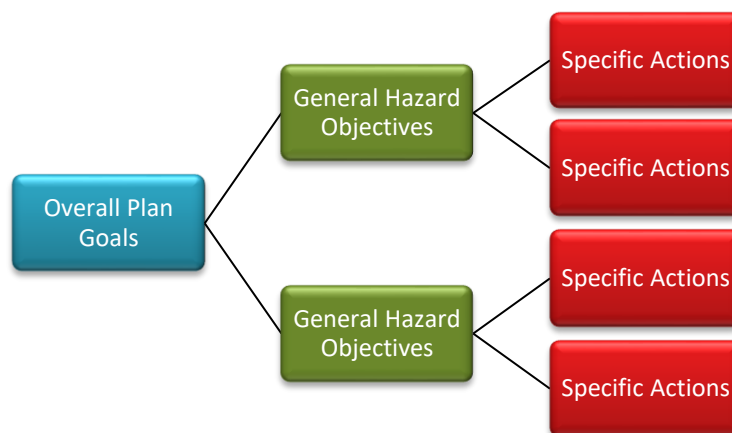 Overall Plan
Goals
General Hazard
Objectives
Specific Actions
Specific Actions
General Hazard
Objectives
Specific Actions
Specific Actions